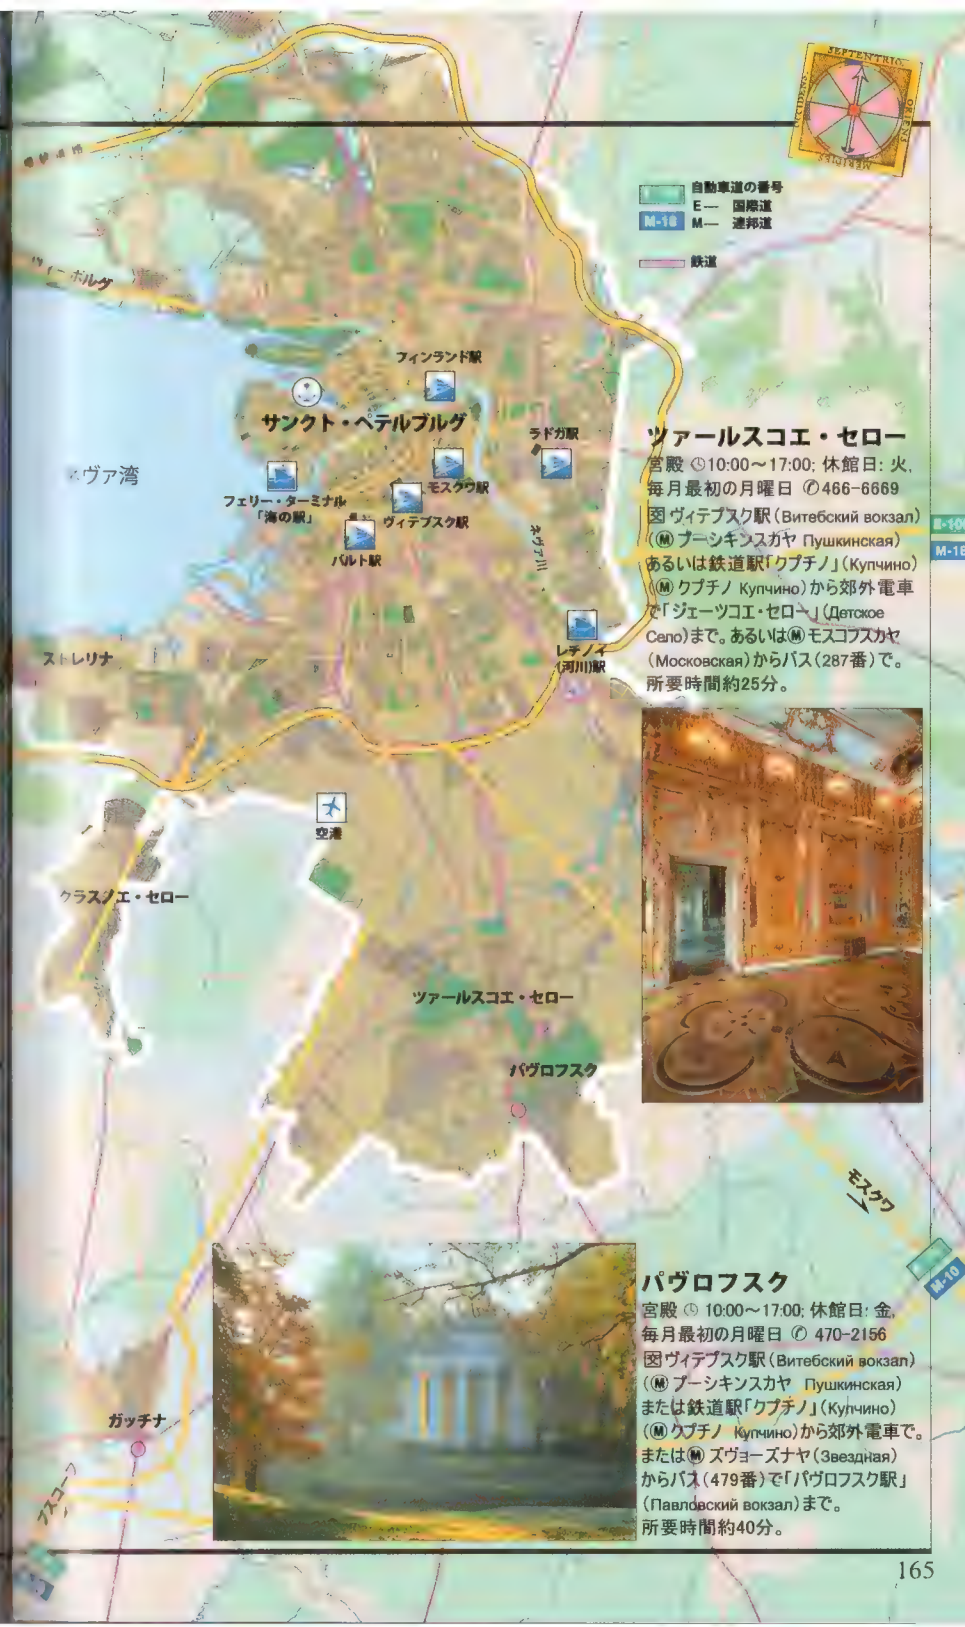 SEPTENTRIO
ORIENS
MERIDIES
OCCIDENS
自動車道の番号
E— 国際道
M-18 M— 連邦道
鉄道
フィンランド駅
サンクト・ペテルブルグ
ラドガ駅
ヴァ湾
モスクワ駅
フェリー・ターミナル
「海の駅」
ヴィテブスク駅
バルト駅
ネヴァ川
ストレリナ
レチノイ
(河川)駅
空港
クラスノエ・セロー
ツァールスコエ・セロー
パヴロフスク
ガッチナ
プスコーフ
モスクワ
M-10
M-18
ツァールスコエ・セロー
宮殿 10:00～17:00; 休館日: 火,
毎月最初の月曜日 ✆466-6669
ヴィテブスク駅(Витебский вокзал)
(Ⓜ プーシキンスカヤ Пушкинская)
あるいは鉄道駅「クプチノ」(Купчино)
(Ⓜ クプチノ Купчино)から郊外電車
で「ジェーツコエ・セロー」(Детское
Село)まで。あるいはⓂモスコフスカヤ
(Московская)からバス(287番)で。
所要時間約25分。
パヴロフスク
宮殿 10:00～17:00; 休館日: 金,
毎月最初の月曜日 ✆ 470-2156
ヴィテブスク駅(Витебский вокзал)
(Ⓜ プーシキンスカヤ Пушкинская)
または鉄道駅「クプチノ」(Купчино)
(Ⓜクプチノ Купчино)から郊外電車で。
またはⓂ ズヴョーズナヤ(Звездная)
からバス(479番)で「パヴロフスク駅」
(Павловский вокзал)まで。
所要時間約40分。
165